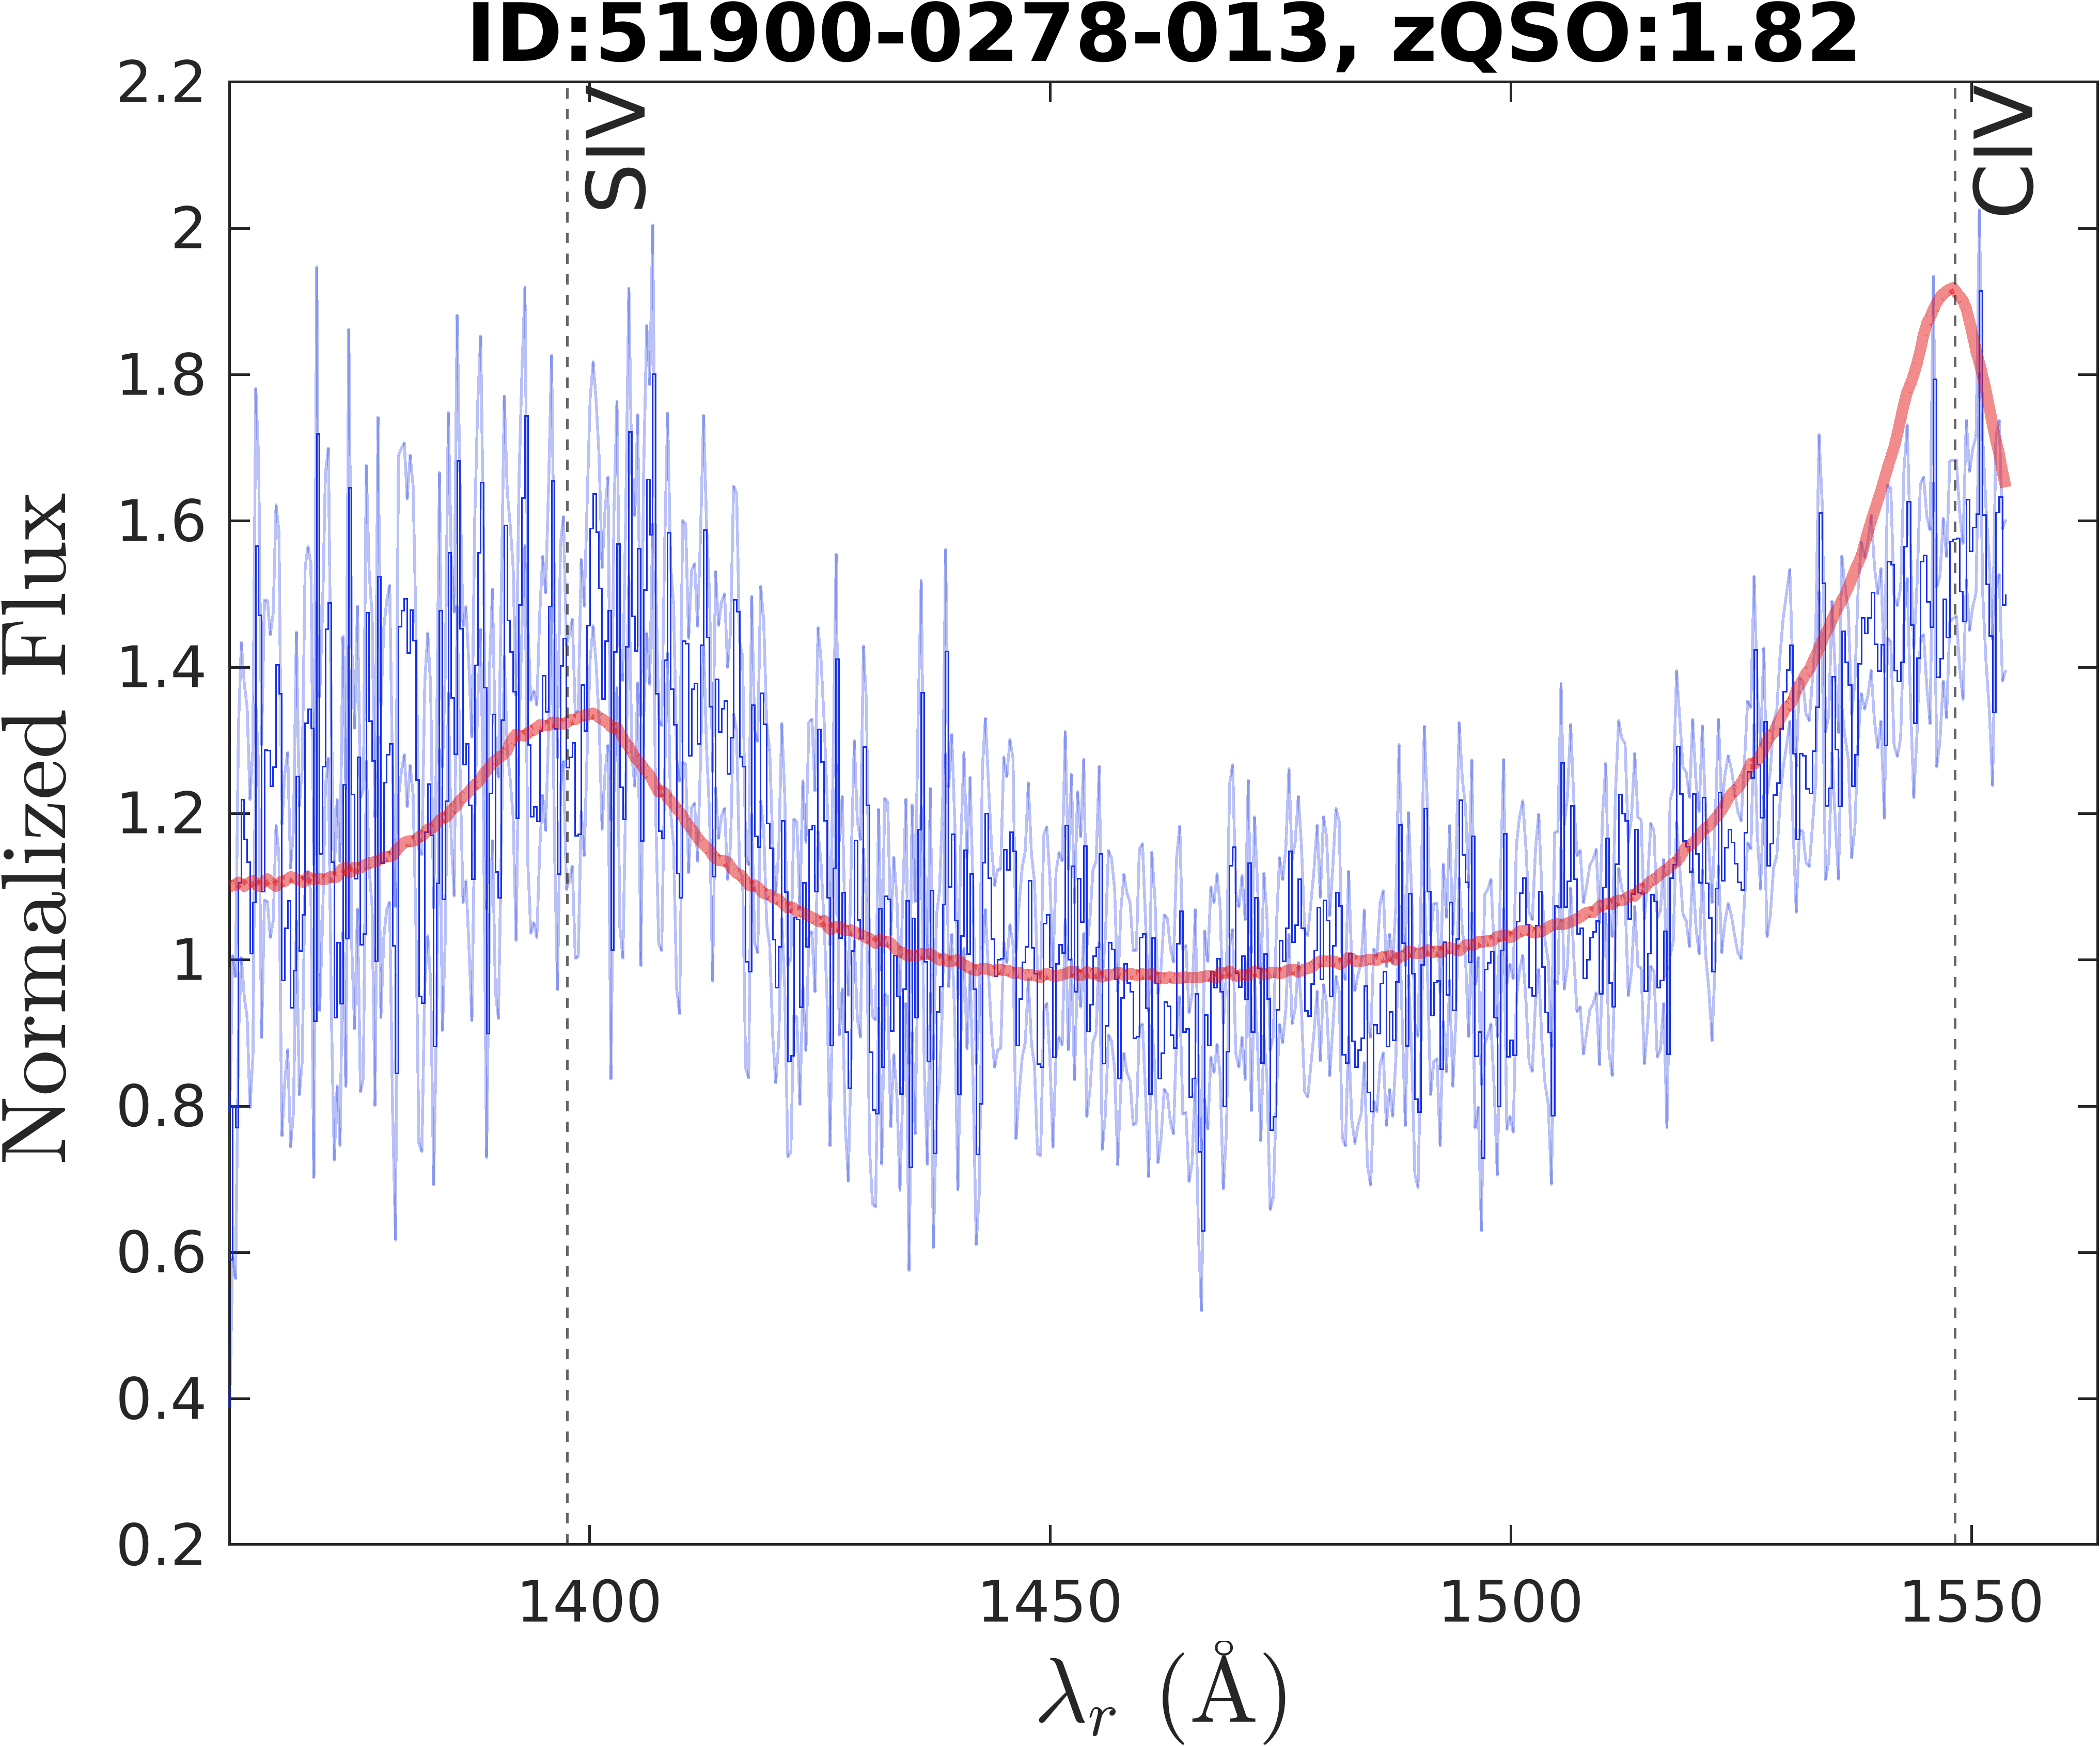 ID:51900-0278-013, zQSO:1.82
SIV
CIV
2.2
2
1.8
1.6
1.4
1.2
1
0.8
0.6
0.4
0.2
Normalized Flux
1400 1450 1500 1550
λr (Å)